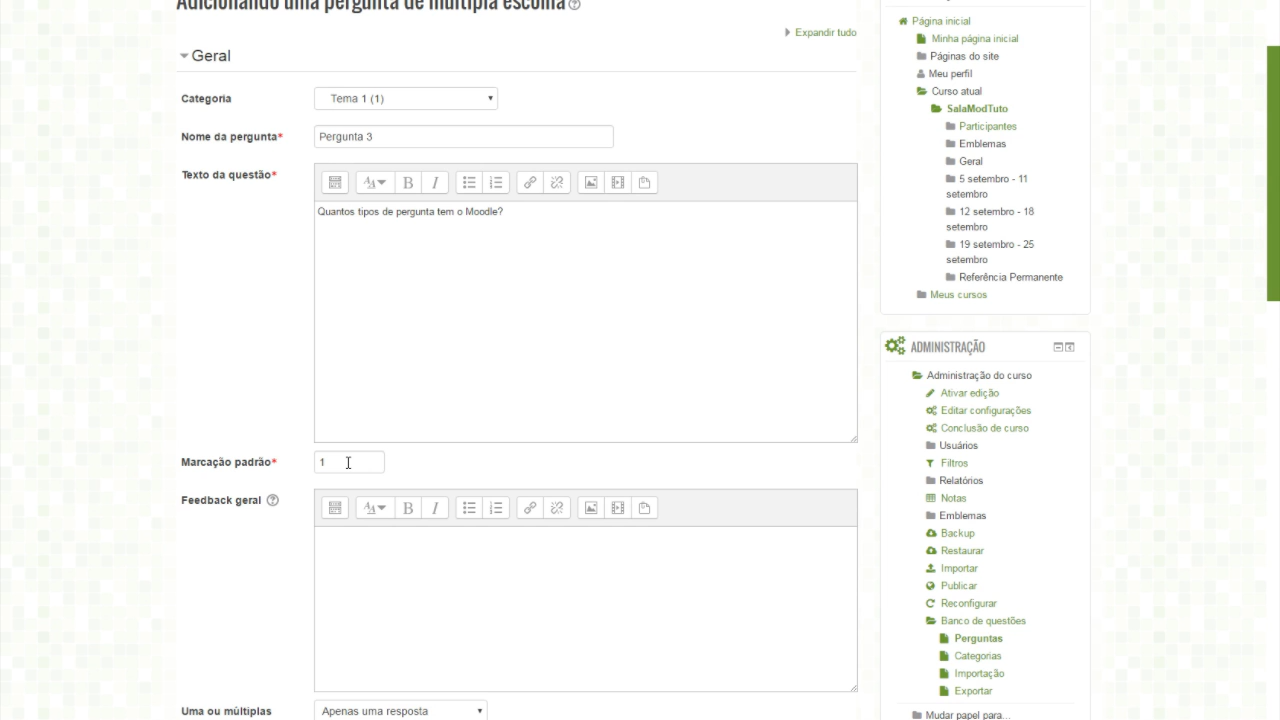 Adicionando uma pergunta de múltipla escolha
Expandir tudo
Geral
Categoria
Tema 1 (1)
Nome da pergunta*
Pergunta 3
Texto da questão*
Quantos tipos de pergunta tem o Moodle?
Marcação padrão*
1
Feedback geral
Uma ou múltiplas
Apenas uma resposta
Página inicial
Minha página inicial
Páginas do site
Meu perfil
Curso atual
SalaModTuto
Participantes
Emblemas
Geral
5 setembro - 11
setembro
12 setembro - 18
setembro
19 setembro - 25
setembro
Referência Permanente
Meus cursos
ADMINISTRAÇÃO
Administração do curso
Ativar edição
Editar configurações
Conclusão de curso
Usuários
Filtros
Relatórios
Notas
Emblemas
Backup
Restaurar
Importar
Publicar
Reconfigurar
Banco de questões
Perguntas
Categorias
Importação
Exportar
Mudar papel para...